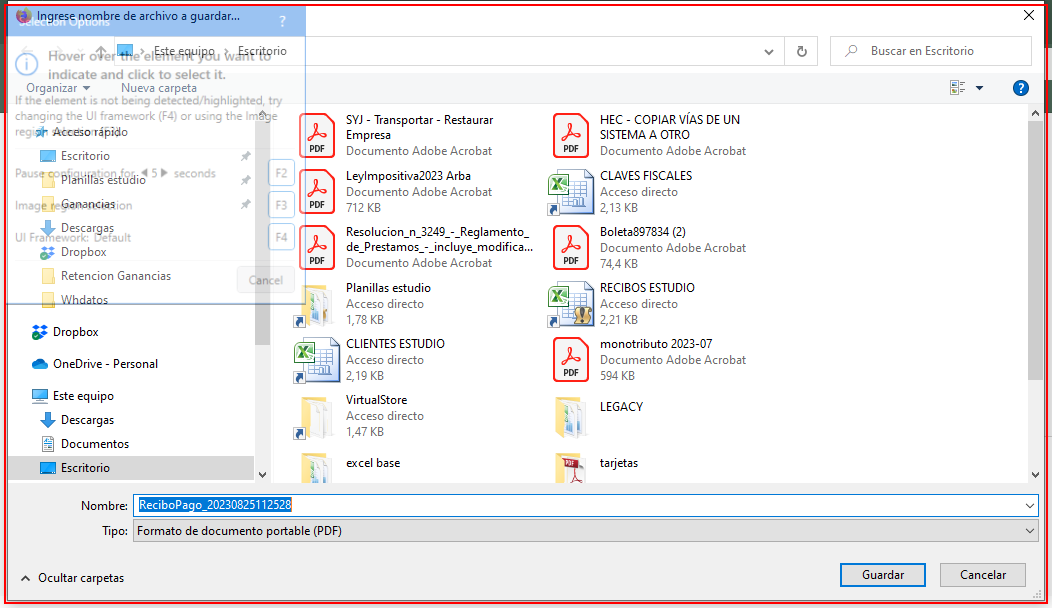 Ingrese nombre de archivo a guardar...
Selection Options
?
Este equipo
Escritorio
Buscar en Escritorio
Hover over the element you want to
indicate and click to select it.
Organizar
Nueva carpeta
?
If the element is not being detected/highlighted, try
changing the UI framework (F4) or using the Image
region
Acceso rápido
Escritorio
Pause configuration for 5 seconds
F2
Planillas estudio
Image region selection
F3
Ganancias
Descargas
UI Framework: Default
F4
Dropbox
Retencion Ganancias
Cancel
Whdatos
Dropbox
OneDrive - Personal
Este equipo
Descargas
Documentos
Escritorio
SYJ - Transportar - Restaurar
Empresa
Documento Adobe Acrobat
HEC - COPIAR VÍAS DE UN
SISTEMA A OTRO
Documento Adobe Acrobat
LeyImpositiva2023 Arba
Documento Adobe Acrobat
712 KB
CLAVES FISCALES
Acceso directo
2,13 KB
Resolucion_n_3249_-_Reglamento_
de_Prestamos_-_incluye_modifica...
Documento Adobe Acrobat
Boleta897834 (2)
Documento Adobe Acrobat
74,4 KB
Planillas estudio
Acceso directo
1,78 KB
RECIBOS ESTUDIO
Acceso directo
2,21 KB
CLIENTES ESTUDIO
Acceso directo
2,19 KB
monotributo 2023-07
Documento Adobe Acrobat
594 KB
VirtualStore
Acceso directo
1,47 KB
LEGACY
excel base
tarjetas
PDF
PDF
PDF
PDF
PDF
PDF
PDF
Nombre:
ReciboPago_20230825112528
Tipo:
Formato de documento portable (PDF)
Ocultar carpetas
Guardar
Cancelar